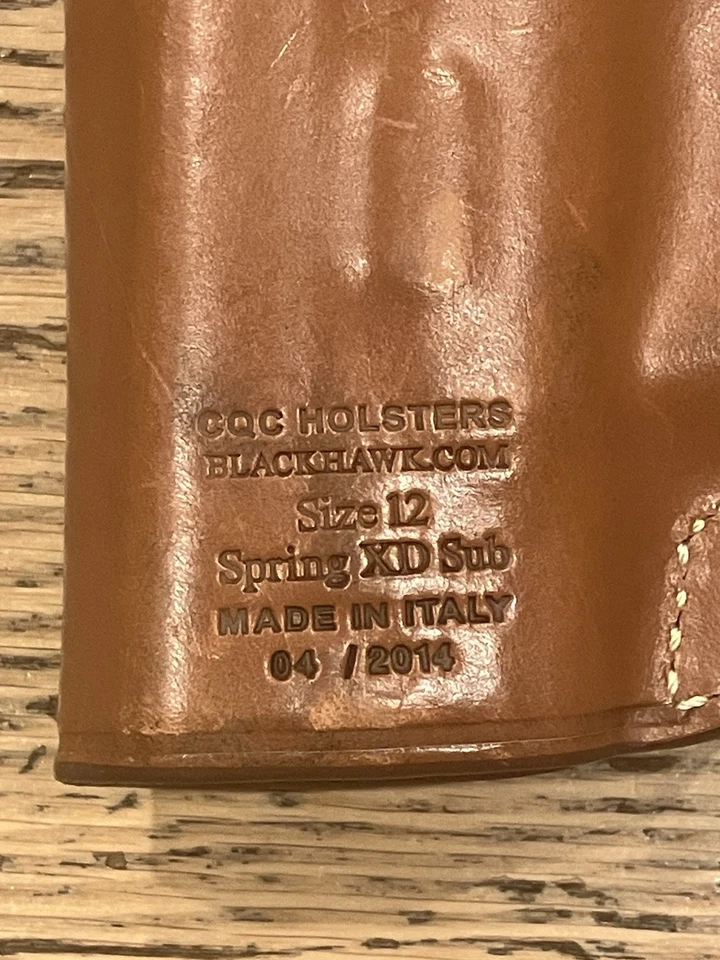 CQC HOLSTERS
BLACKHAWK.COM
Size 12
Spring XD Sub
MADE IN ITALY
04 / 2014